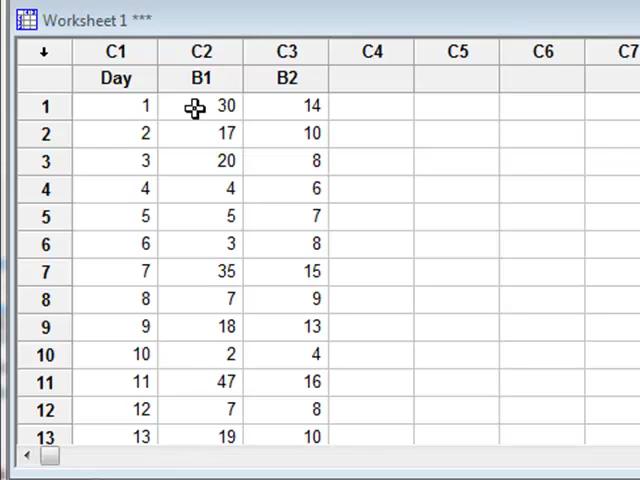 Worksheet 1 ***
↓ C1 C2 C3 C4 C5 C6 C7
Day B1 B2
1 1 30 14
2 2 17 10
3 3 20 8
4 4 4 6
5 5 5 7
6 6 3 8
7 7 35 15
8 8 7 9
9 9 18 13
10 10 2 4
11 11 47 16
12 12 7 8
13 13 19 10